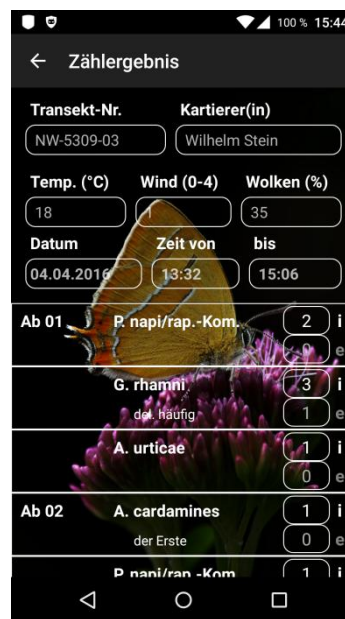 100 % 15:44
Zählergebnis
Transekt-Nr. Kartierer(in)
NW-5309-03 Wilhelm Stein
Temp. (°C) Wind (0-4) Wolken (%)
18 1 35
Datum Zeit von bis
04.04.2016 13:32 15:06
Ab 01 P. napi/rap.-Kom. 2 i
0 e
G. rhamni 3 i
del. häufig 1 e
A. urticae 1 i
0 e
Ab 02 A. cardamines 1 i
der Erste 0 e
P. napi/rap.-Kom. 1 i